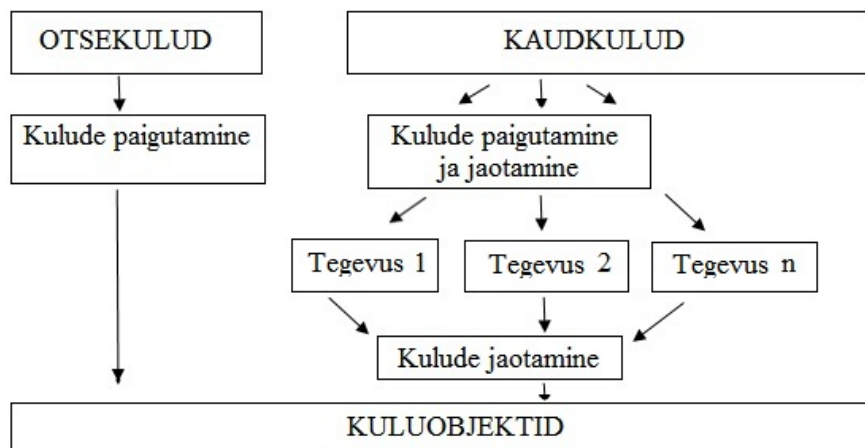 OTSEKULUD
KAUDKULUD
Kulude paigutamine
Kulude paigutamine
ja jaotamine
Tegevus 1
Tegevus 2
Tegevus n
Kulude jaotamine
KULUOBJEKTID